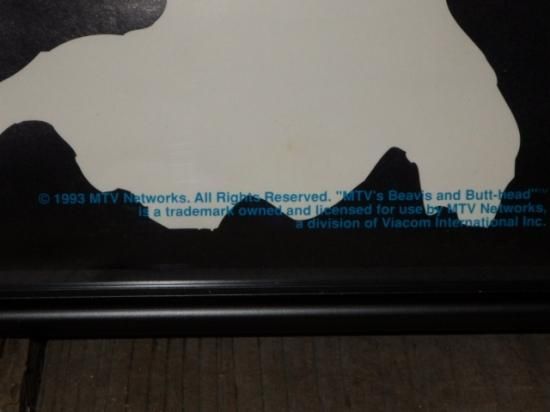 © 1993 MTV Networks. All Rights Reserved. "MTV's Beavis and Butt-head"™
is a trademark owned and licensed for use by MTV Networks,
a division of Viacom International Inc.